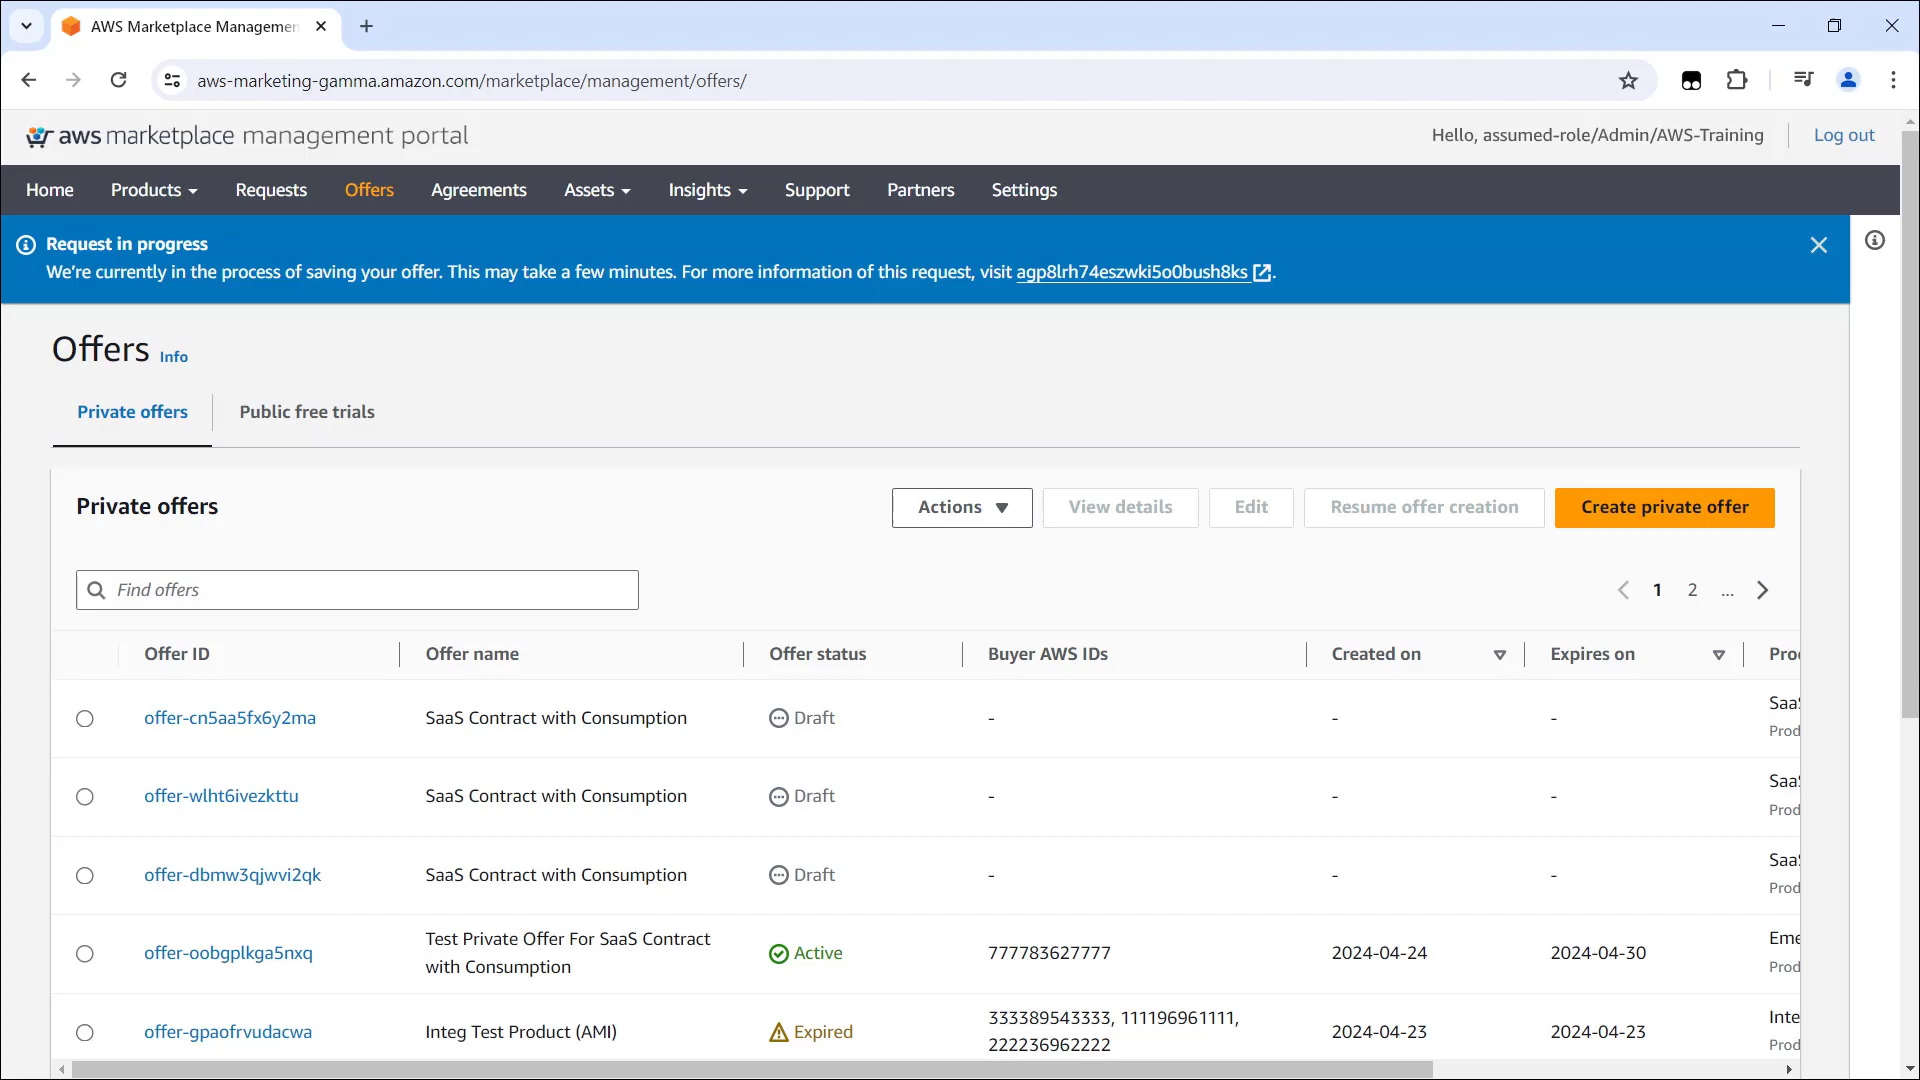 AWS Marketplace Managemen
aws-marketing-gamma.amazon.com/marketplace/management/offers/
aws marketplace management portal
Hello, assumed-role/Admin/AWS-Training
Log out
Home
Products
Requests
Offers
Agreements
Assets
Insights
Support
Partners
Settings
Request in progress
We're currently in the process of saving your offer. This may take a few minutes. For more information of this request, visit agp8lrh74eszwki5o0bush8ks.
Offers Info
Private offers
Public free trials
Private offers
Actions
View details
Edit
Resume offer creation
Create private offer
Find offers
1 2 ...
Offer ID
Offer name
Offer status
Buyer AWS IDs
Created on
Expires on
Pro
offer-cn5aa5fx6y2ma
SaaS Contract with Consumption
Draft
-
-
-
SaaS
Prod
offer-wlht6ivezkttu
SaaS Contract with Consumption
Draft
-
-
-
SaaS
Prod
offer-dbmw3qjwvi2qk
SaaS Contract with Consumption
Draft
-
-
-
SaaS
Prod
offer-oobgplkga5nxq
Test Private Offer For SaaS Contract
with Consumption
Active
777783627777
2024-04-24
2024-04-30
Eme
Prod
offer-gpaofrvudacwa
Integ Test Product (AMI)
Expired
333389543333, 111196961111,
222236962222
2024-04-23
2024-04-23
Inte
Prod